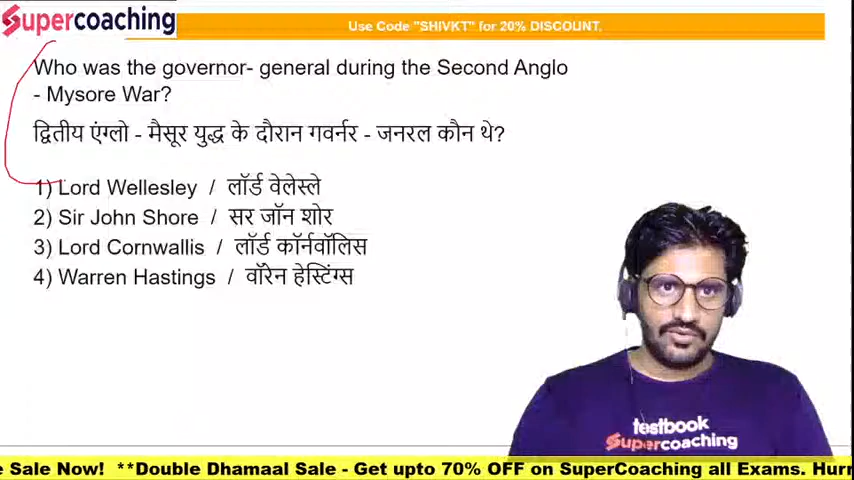 Supercoaching
Use Code "SHIVKT" for 20% DISCOUNT.
Who was the governor- general during the Second Anglo
- Mysore War?
द्वितीय एंग्लो - मैसूर युद्ध के दौरान गवर्नर - जनरल कौन थे?
1) Lord Wellesley / लॉर्ड वेलेस्ले
2) Sir John Shore / सर जॉन शोर
3) Lord Cornwallis / लॉर्ड कॉर्नवॉलिस
4) Warren Hastings / वॉरेन हेस्टिंग्स
testbook
Supercoaching
e Sale Now! **Double Dhamaal Sale - Get upto 70% OFF on SuperCoaching all Exams. Hurr